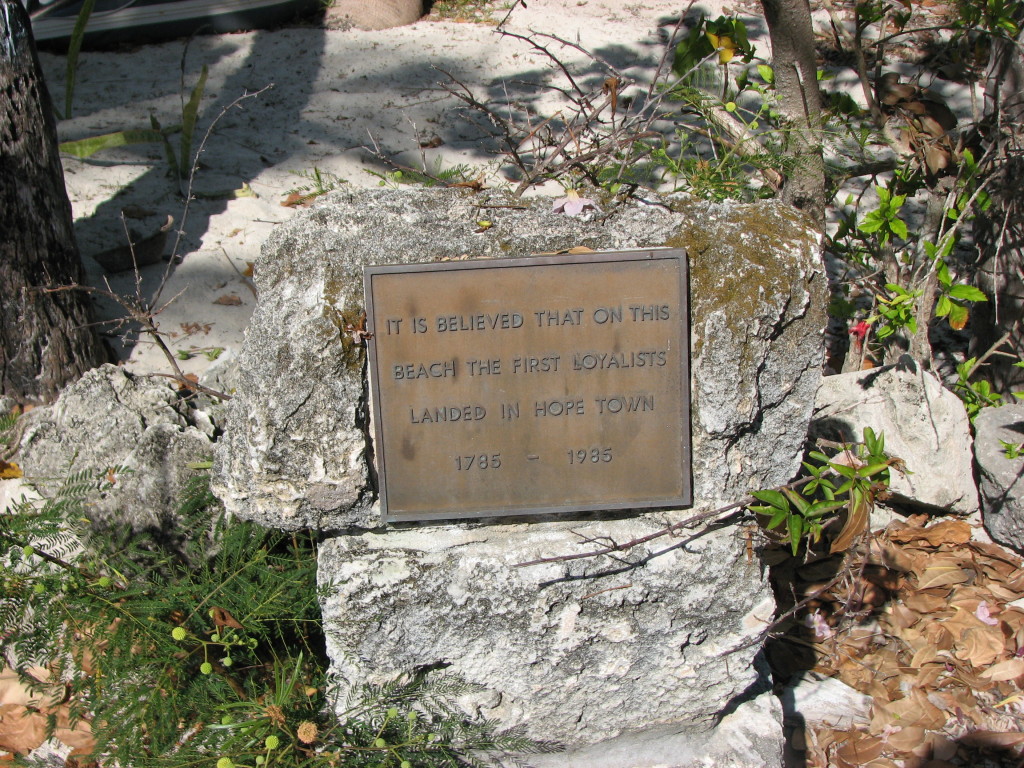 IT IS BELIEVED THAT ON THIS
BEACH THE FIRST LOYALISTS
LANDED IN HOPE TOWN
1785 - 1985